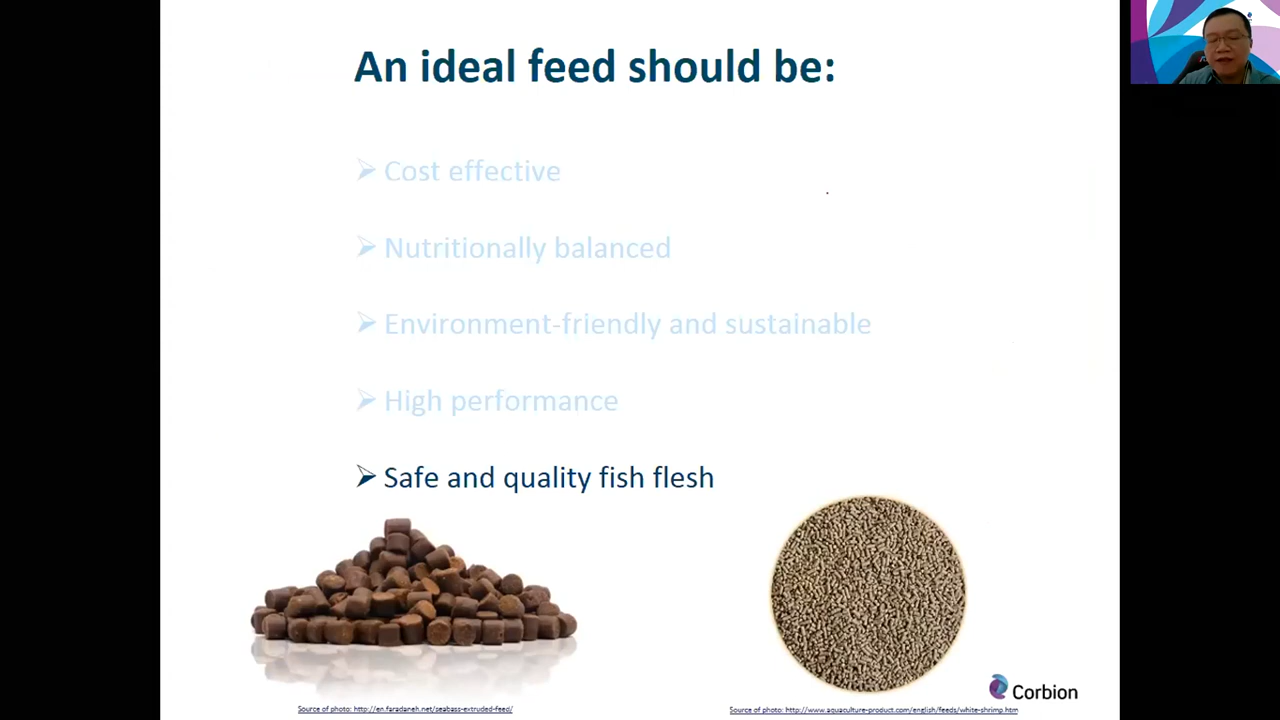 An ideal feed should be:
➢ Cost effective
➢ Nutritionally balanced
➢ Environment-friendly and sustainable
➢ High performance
➢ Safe and quality fish flesh
Corbion
Source of photo: http://en.faradaneh.net/seabass-extruded-feed/
Source of photo: http://www.aquaculture-product.com/english/feeds/white-shrimp.htm